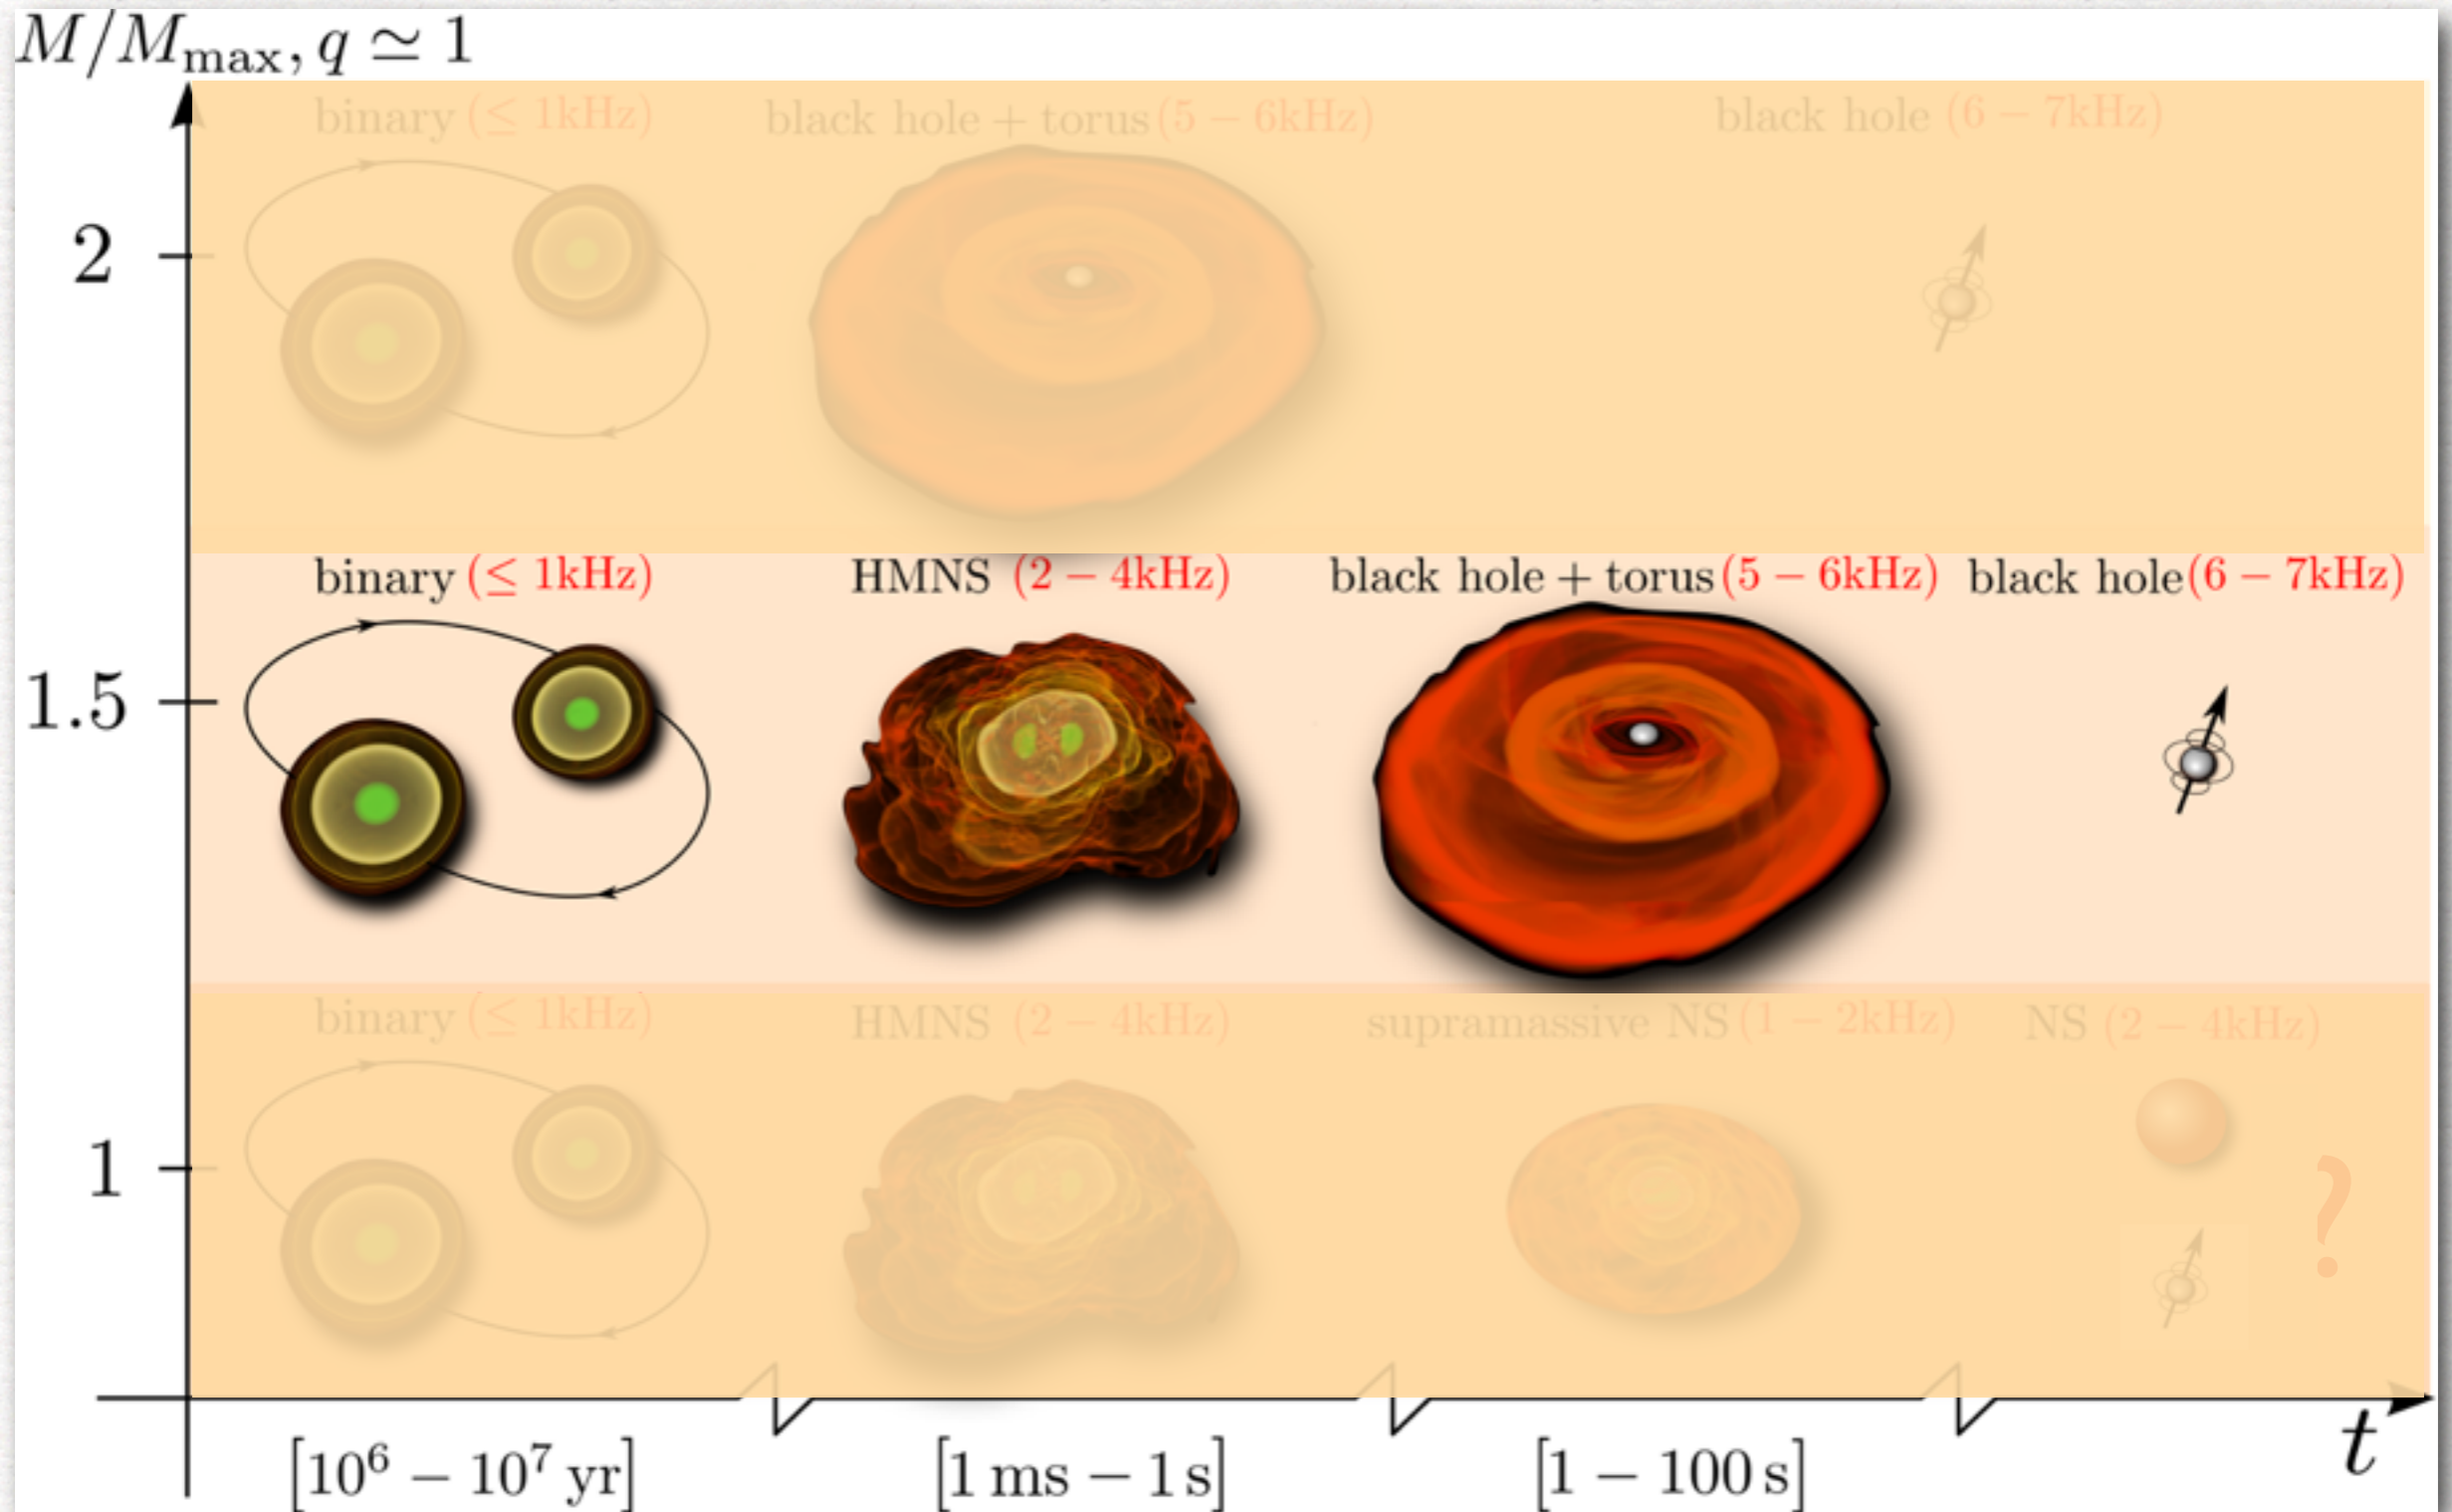 M/M_max, q ≃ 1
binary (≤ 1kHz) black hole + torus (5 − 6kHz) black hole (6 − 7kHz)
2
binary (≤ 1kHz) HMNS (2 − 4kHz) black hole + torus (5 − 6kHz) black hole (6 − 7kHz)
1.5
binary (≤ 1kHz) HMNS (2 − 4kHz) supramassive NS (1 − 2kHz) NS (2 − 4kHz)
1
?
t
[10⁶ − 10⁷ yr] [1 ms − 1 s] [1 − 100 s]